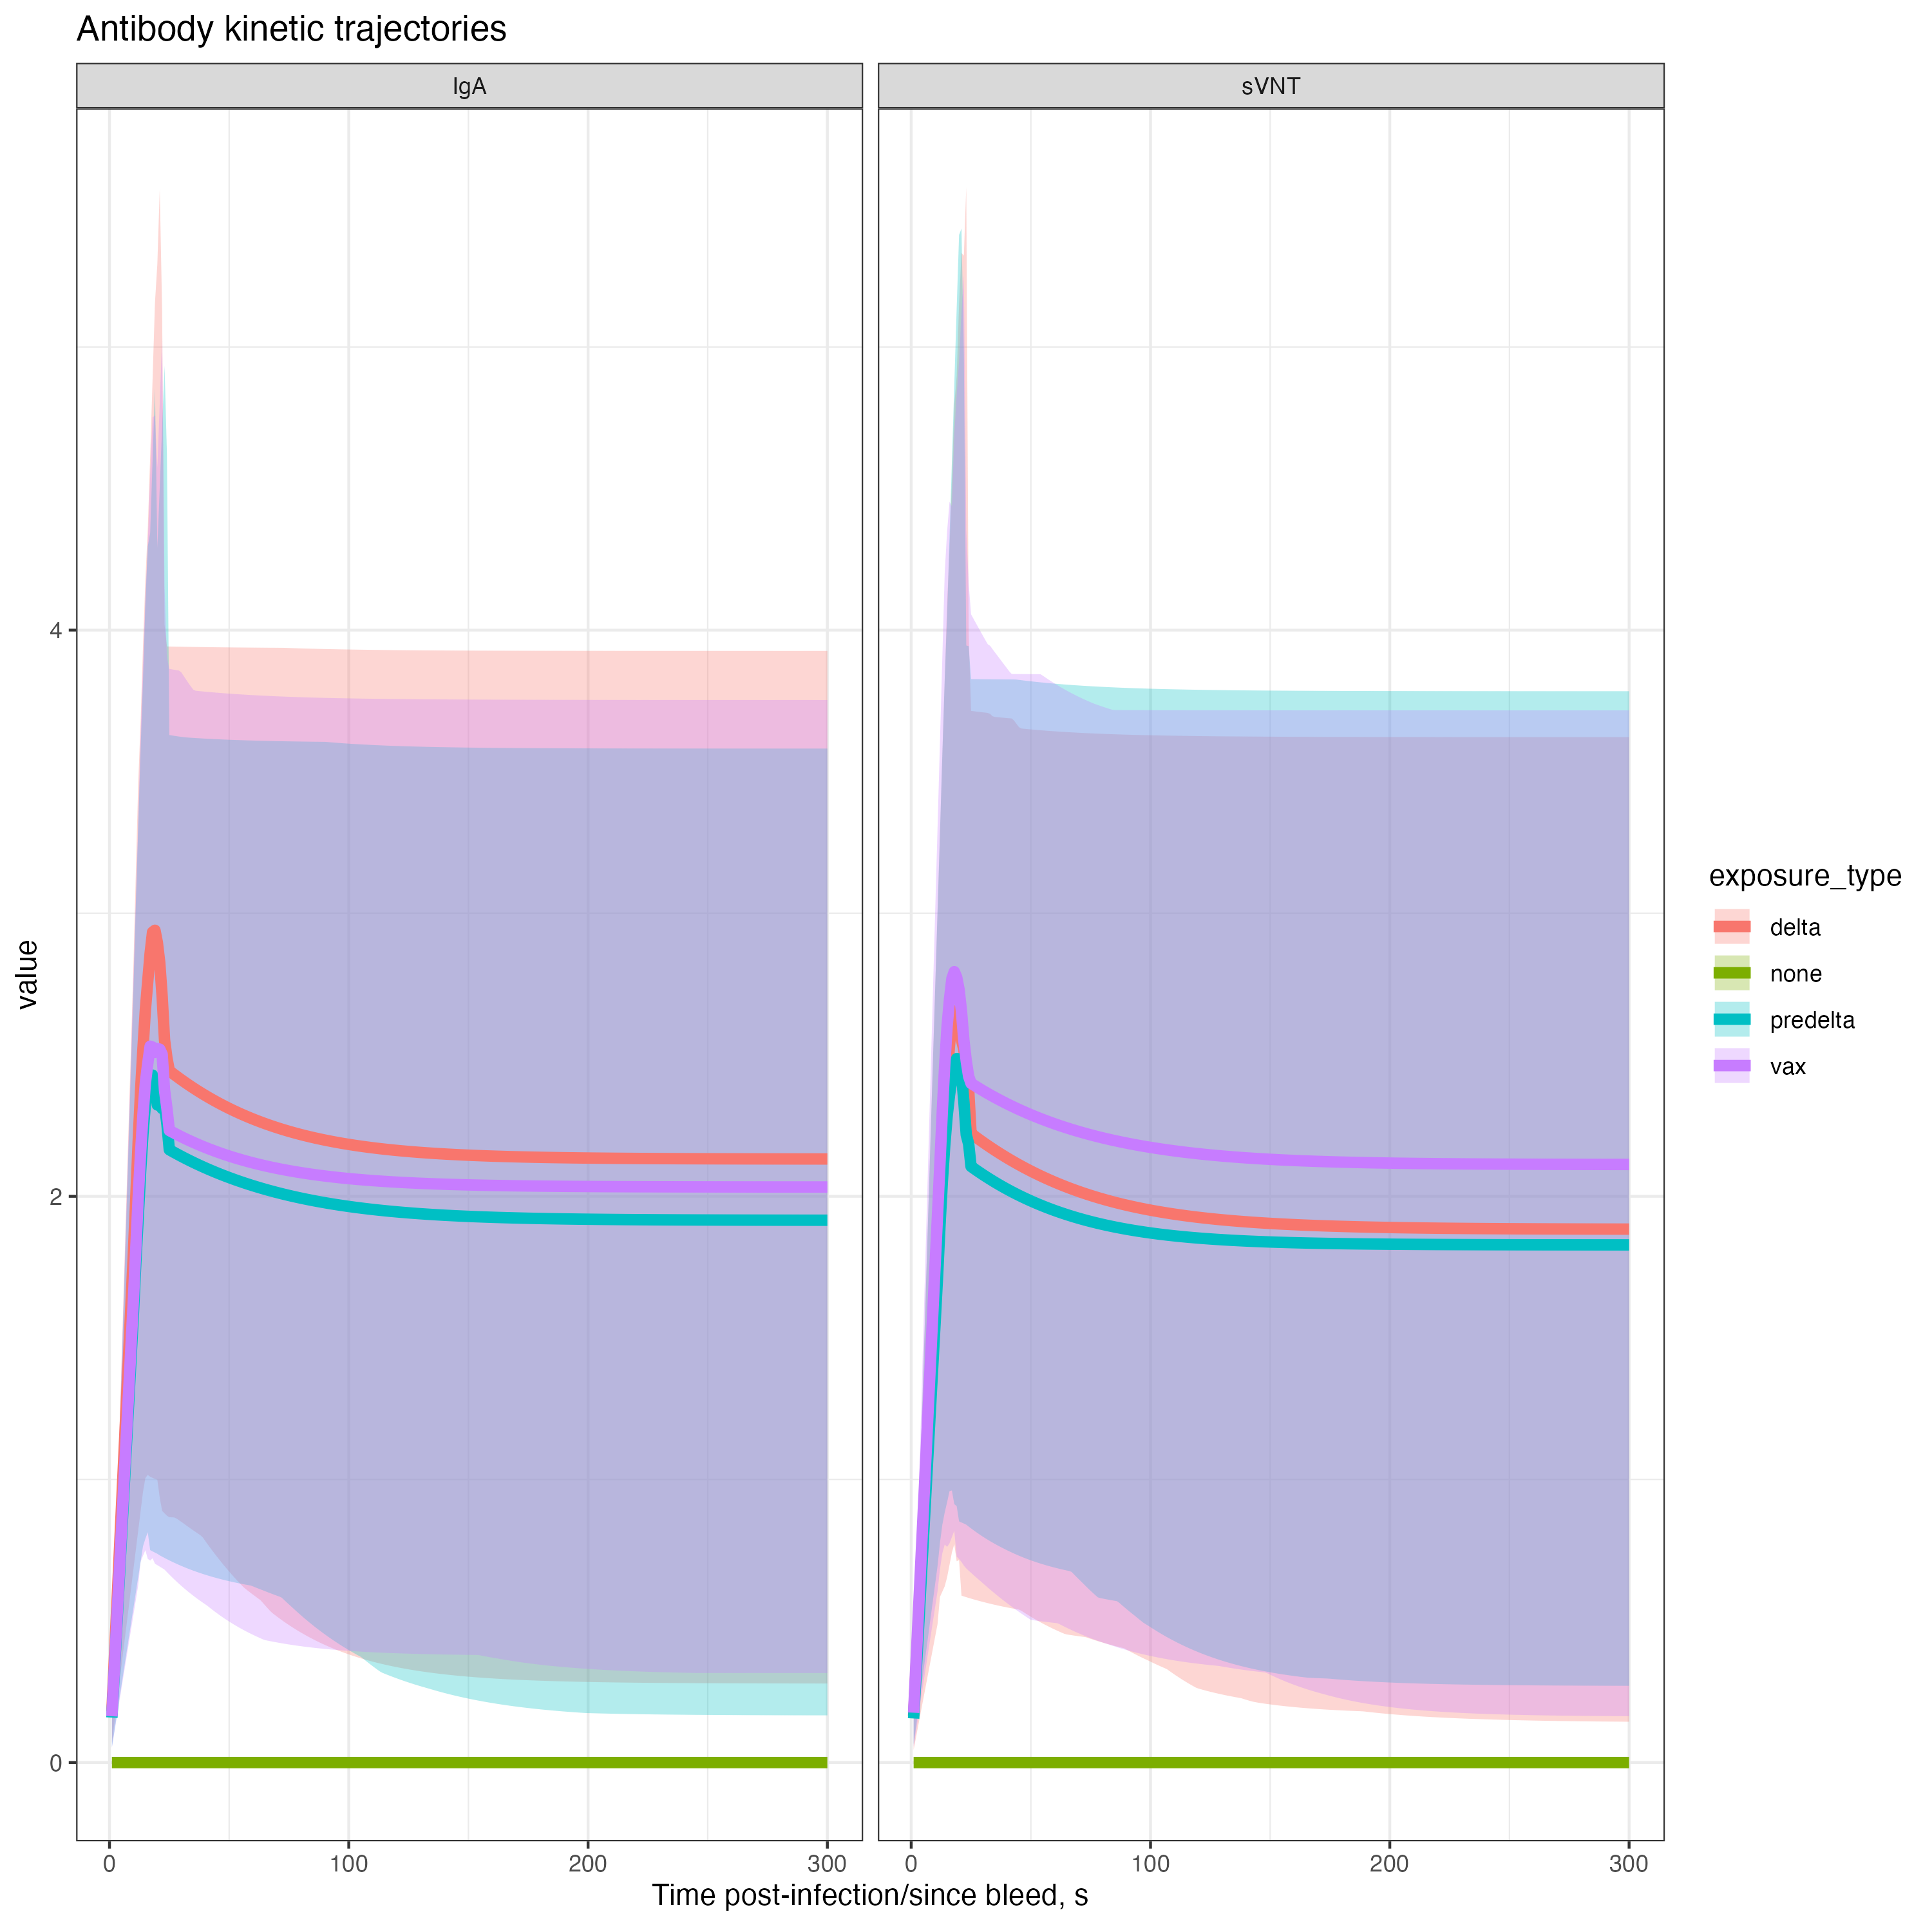 Antibody kinetic trajectories
IgA
sVNT
value
4
2
0
0
100
200
300
0
100
200
300
Time post-infection/since bleed, s
exposure_type
delta
none
predelta
vax